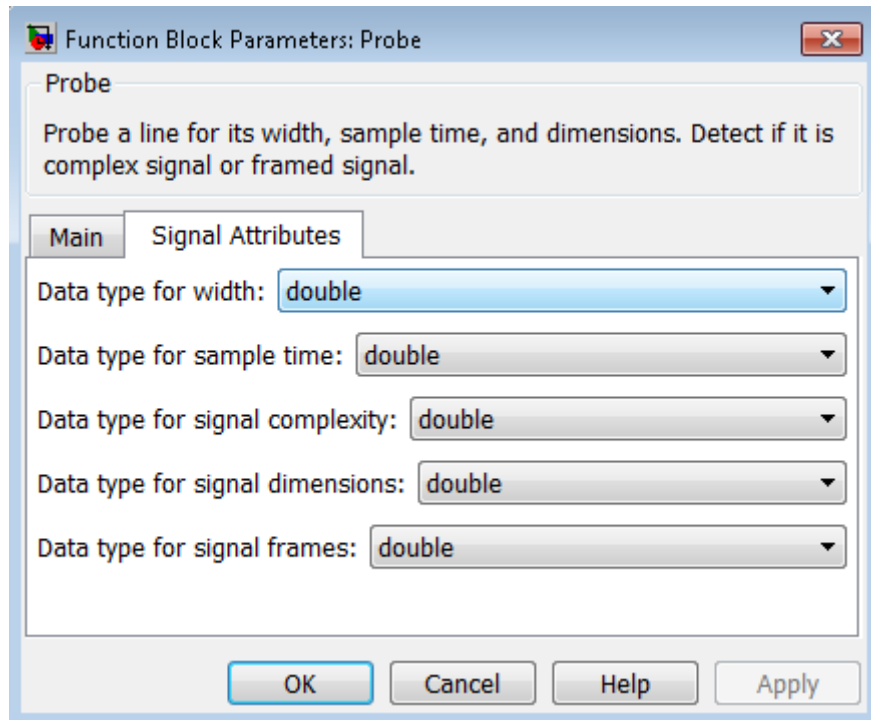 Function Block Parameters: Probe
Probe
Probe a line for its width, sample time, and dimensions. Detect if it is
complex signal or framed signal.
Main Signal Attributes
Data type for width: double
Data type for sample time: double
Data type for signal complexity: double
Data type for signal dimensions: double
Data type for signal frames: double
OK Cancel Help Apply